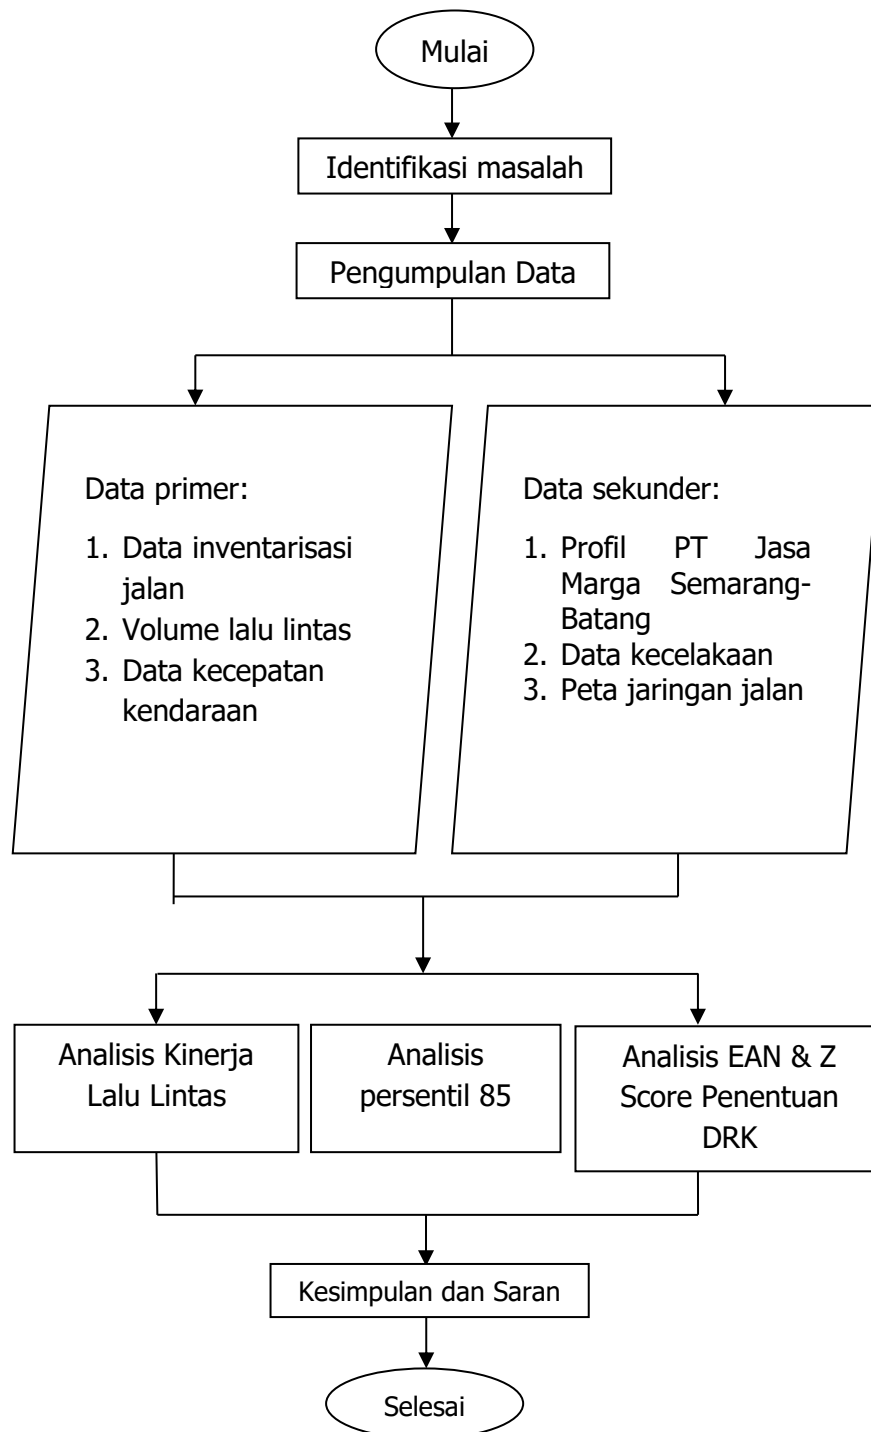 Mulai
Identifikasi masalah
Pengumpulan Data
Data primer:
1. Data inventarisasi
jalan
2. Volume lalu lintas
3. Data kecepatan
kendaraan
Data sekunder:
1. Profil PT Jasa
Marga Semarang-
Batang
2. Data kecelakaan
3. Peta jaringan jalan
Analisis Kinerja
Lalu Lintas
Analisis
persentil 85
Analisis EAN & Z
Score Penentuan
DRK
Kesimpulan dan Saran
Selesai